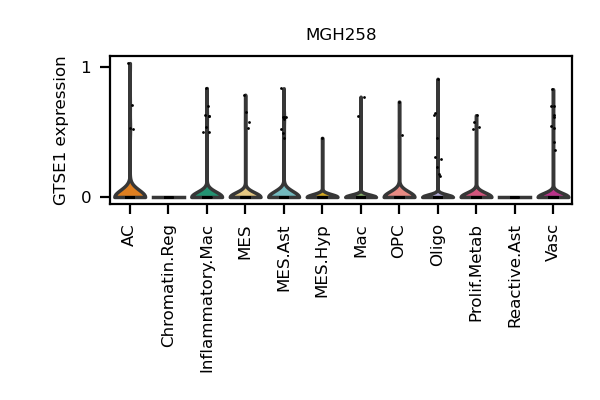 MGH258
GTSE1 expression
1
0
AC
Chromatin.Reg
Inflammatory.Mac
MES
MES.Ast
MES.Hyp
Mac
OPC
Oligo
Prolif.Metab
Reactive.Ast
Vasc